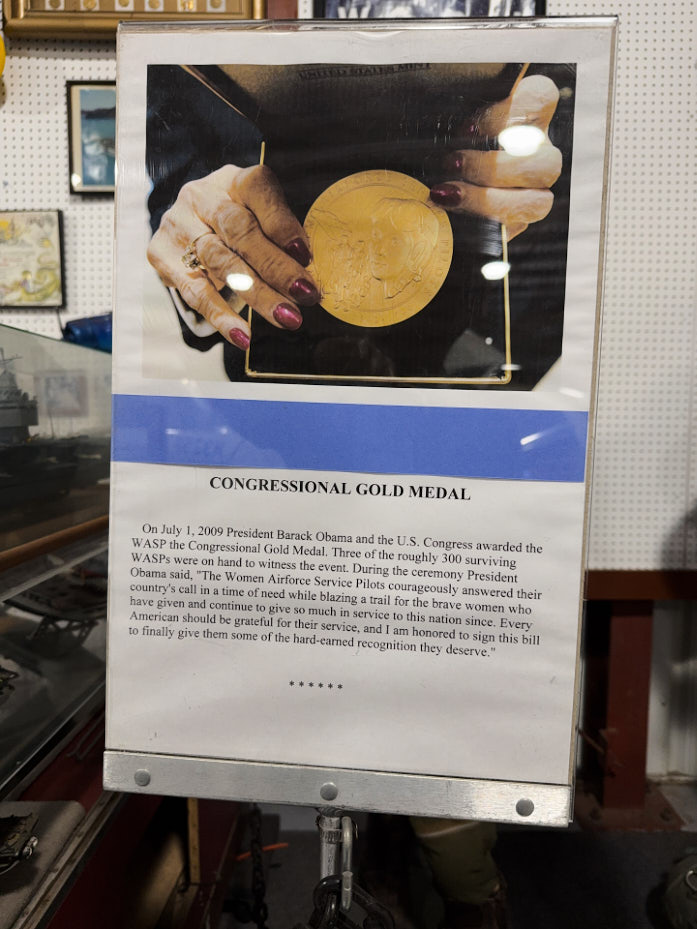 UNITED STATES MINT
CONGRESSIONAL GOLD MEDAL
On July 1, 2009 President Barack Obama and the U.S. Congress awarded the
WASP the Congressional Gold Medal. Three of the roughly 300 surviving
WASPs were on hand to witness the event. During the ceremony President
Obama said, "The Women Airforce Service Pilots courageously answered their
country's call in a time of need while blazing a trail for the brave women who
have given and continue to give so much in service to this nation since. Every
American should be grateful for their service, and I am honored to sign this bill
to finally give them some of the hard-earned recognition they deserve."
* * * * * *